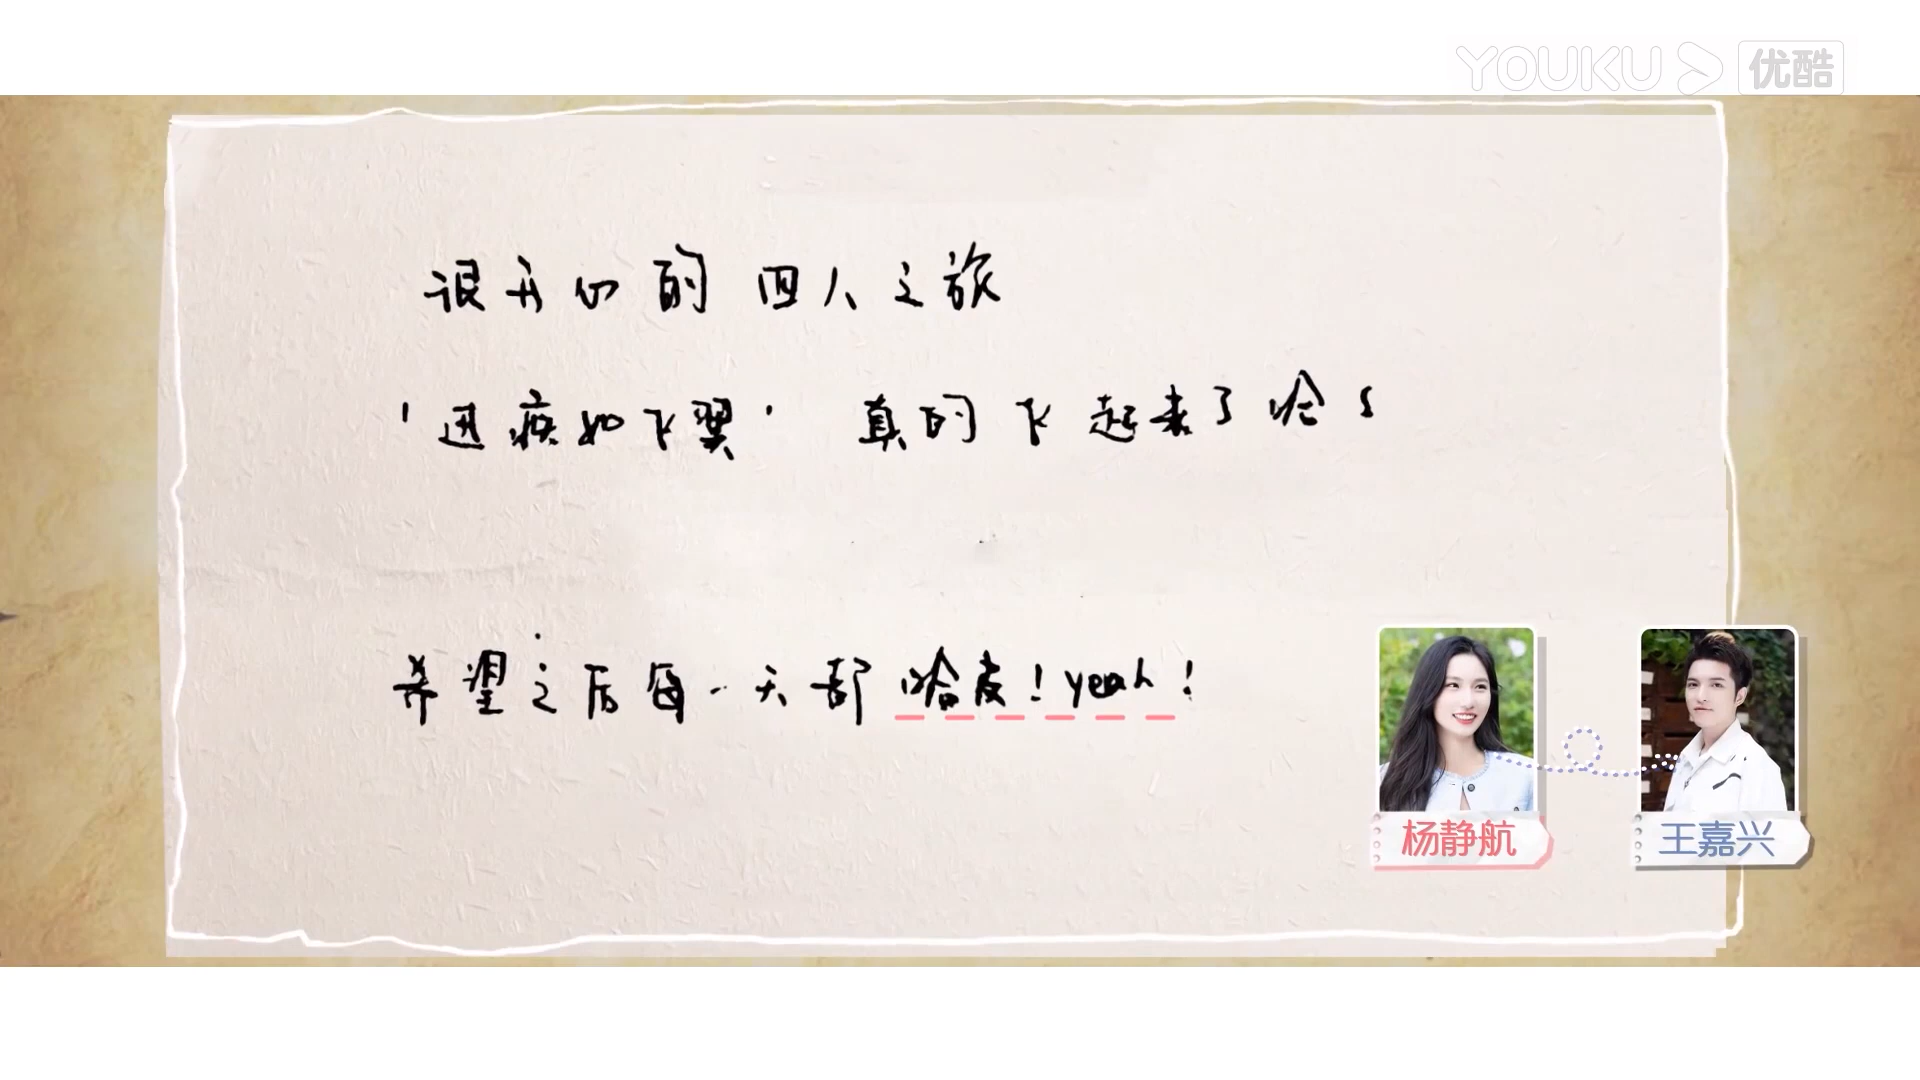 YOUKU 优酷
很开心的 四人之旅
'迅疾如飞翼' 真的飞起来了哈
希望之后每一天都哈皮！yeah！
杨静航
王嘉兴